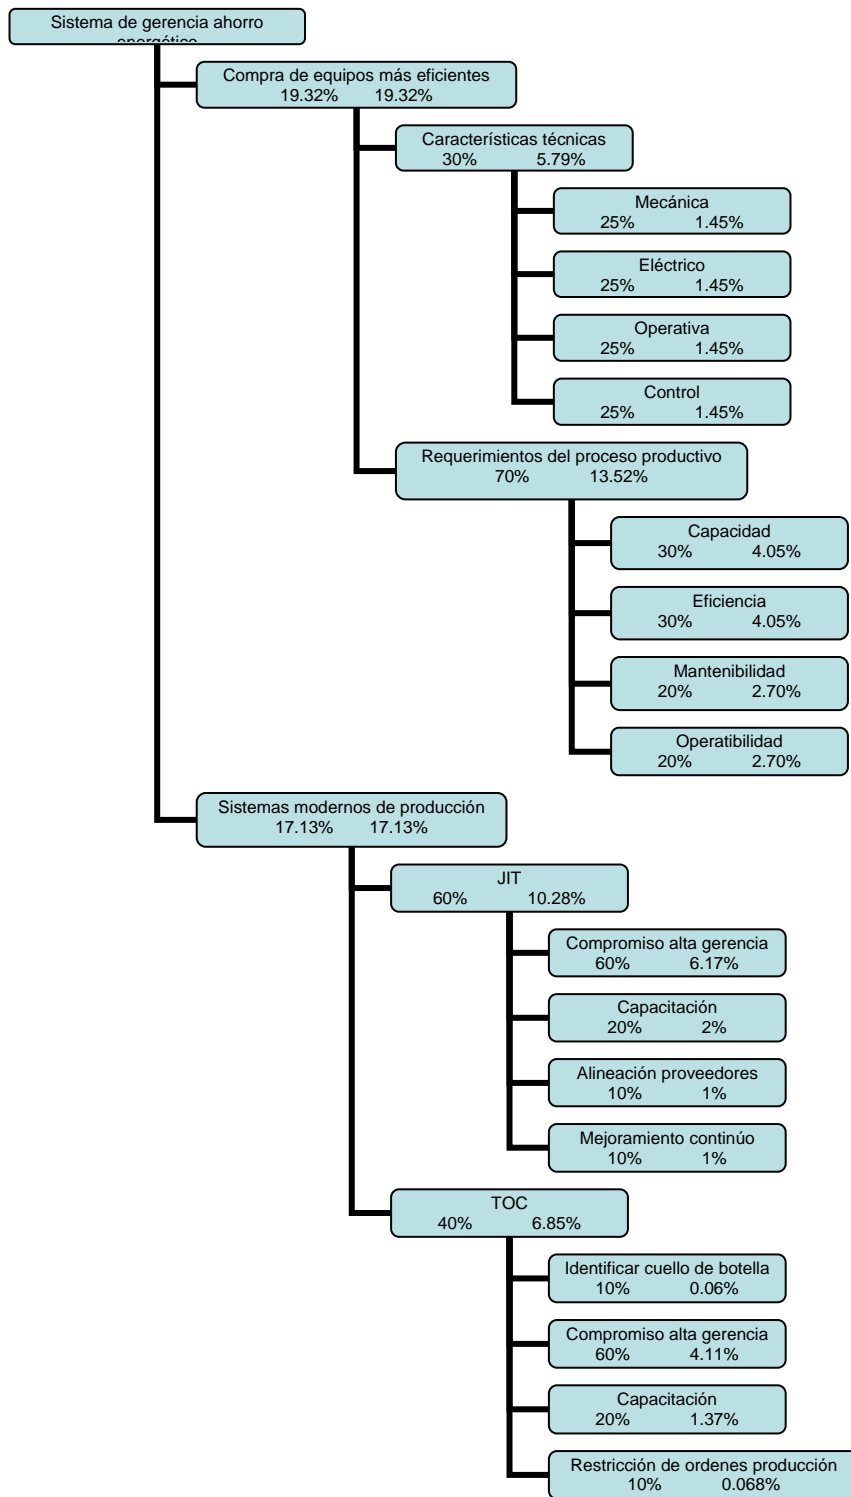 Sistema de gerencia ahorro
energético
Compra de equipos más eficientes
19.32% 19.32%
Características técnicas
30% 5.79%
Mecánica
25% 1.45%
Eléctrico
25% 1.45%
Operativa
25% 1.45%
Control
25% 1.45%
Requerimientos del proceso productivo
70% 13.52%
Capacidad
30% 4.05%
Eficiencia
30% 4.05%
Mantenibilidad
20% 2.70%
Operatibilidad
20% 2.70%
Sistemas modernos de producción
17.13% 17.13%
JIT
60% 10.28%
Compromiso alta gerencia
60% 6.17%
Capacitación
20% 2%
Alineación proveedores
10% 1%
Mejoramiento continúo
10% 1%
TOC
40% 6.85%
Identificar cuello de botella
10% 0.06%
Compromiso alta gerencia
60% 4.11%
Capacitación
20% 1.37%
Restricción de ordenes producción
10% 0.068%